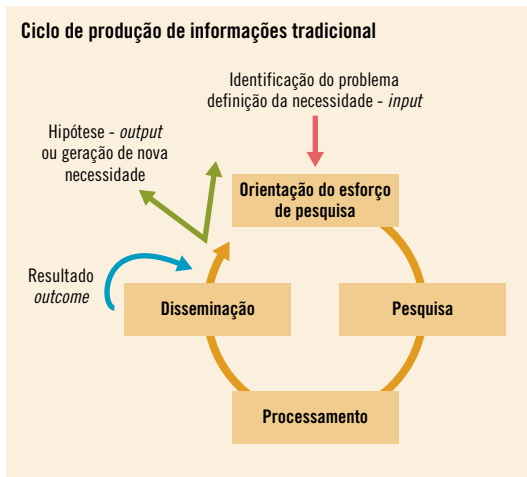 Ciclo de produção de informações tradicional
Identificação do problema
definição da necessidade - input
Hipótese - output
ou geração de nova
necessidade
Orientação do esforço
de pesquisa
Resultado
outcome
Disseminação
Pesquisa
Processamento